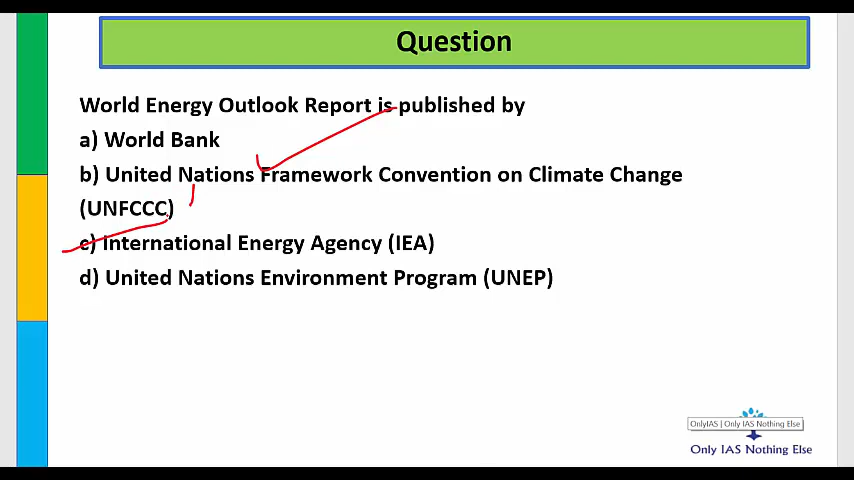 Question
World Energy Outlook Report is published by
a) World Bank
b) United Nations Framework Convention on Climate Change
(UNFCCC)
c) International Energy Agency (IEA)
d) United Nations Environment Program (UNEP)
OnlyIAS | Only IAS Nothing Else
Only IAS Nothing Else